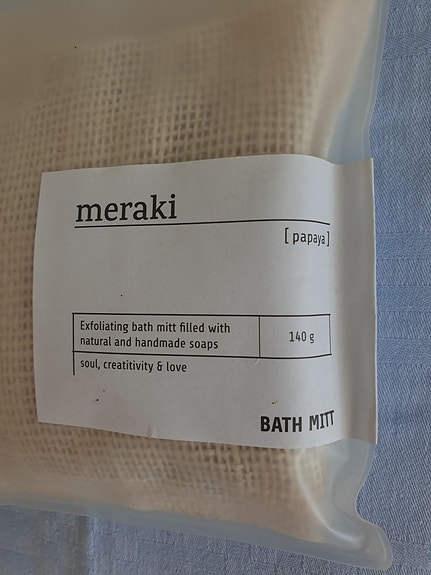 meraki
[ papaya ]
Exfoliating bath mitt filled with
natural and handmade soaps
140 g
soul, creatitivity & love
BATH MITT